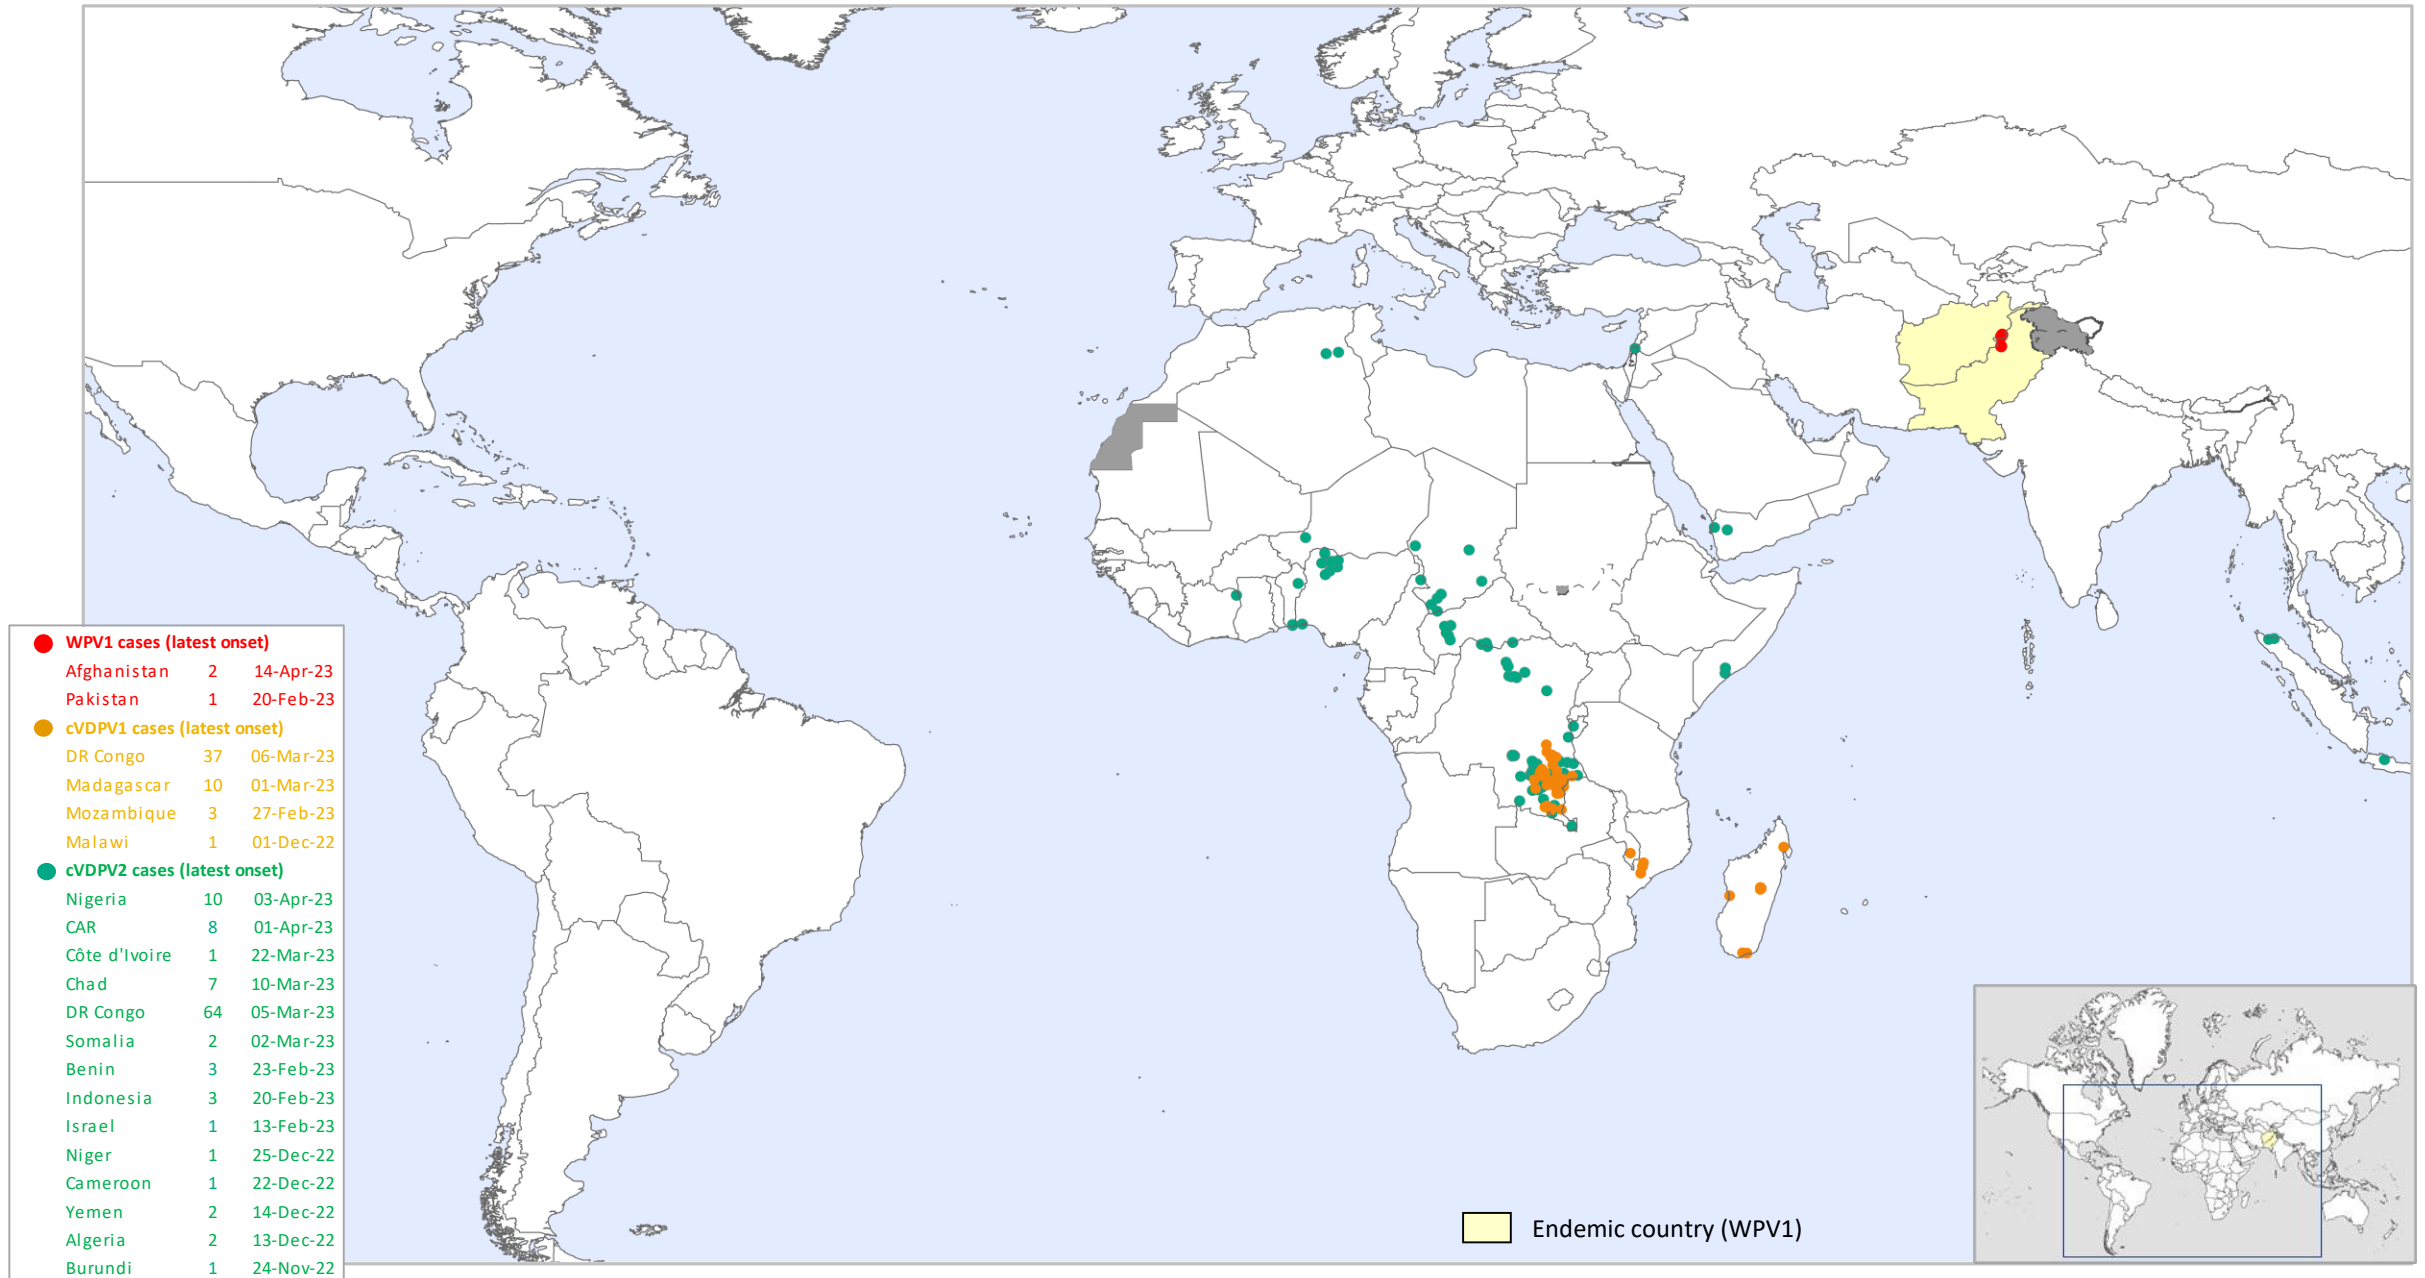 WPV1 cases (latest onset)
Afghanistan 2 14-Apr-23
Pakistan 1 20-Feb-23
cVDPV1 cases (latest onset)
DR Congo 37 06-Mar-23
Madagascar 10 01-Mar-23
Mozambique 3 27-Feb-23
Malawi 1 01-Dec-22
cVDPV2 cases (latest onset)
Nigeria 10 03-Apr-23
CAR 8 01-Apr-23
Côte d'Ivoire 1 22-Mar-23
Chad 7 10-Mar-23
DR Congo 64 05-Mar-23
Somalia 2 02-Mar-23
Benin 3 23-Feb-23
Indonesia 3 20-Feb-23
Israel 1 13-Feb-23
Niger 1 25-Dec-22
Cameroon 1 22-Dec-22
Yemen 2 14-Dec-22
Algeria 2 13-Dec-22
Burundi 1 24-Nov-22
Endemic country (WPV1)